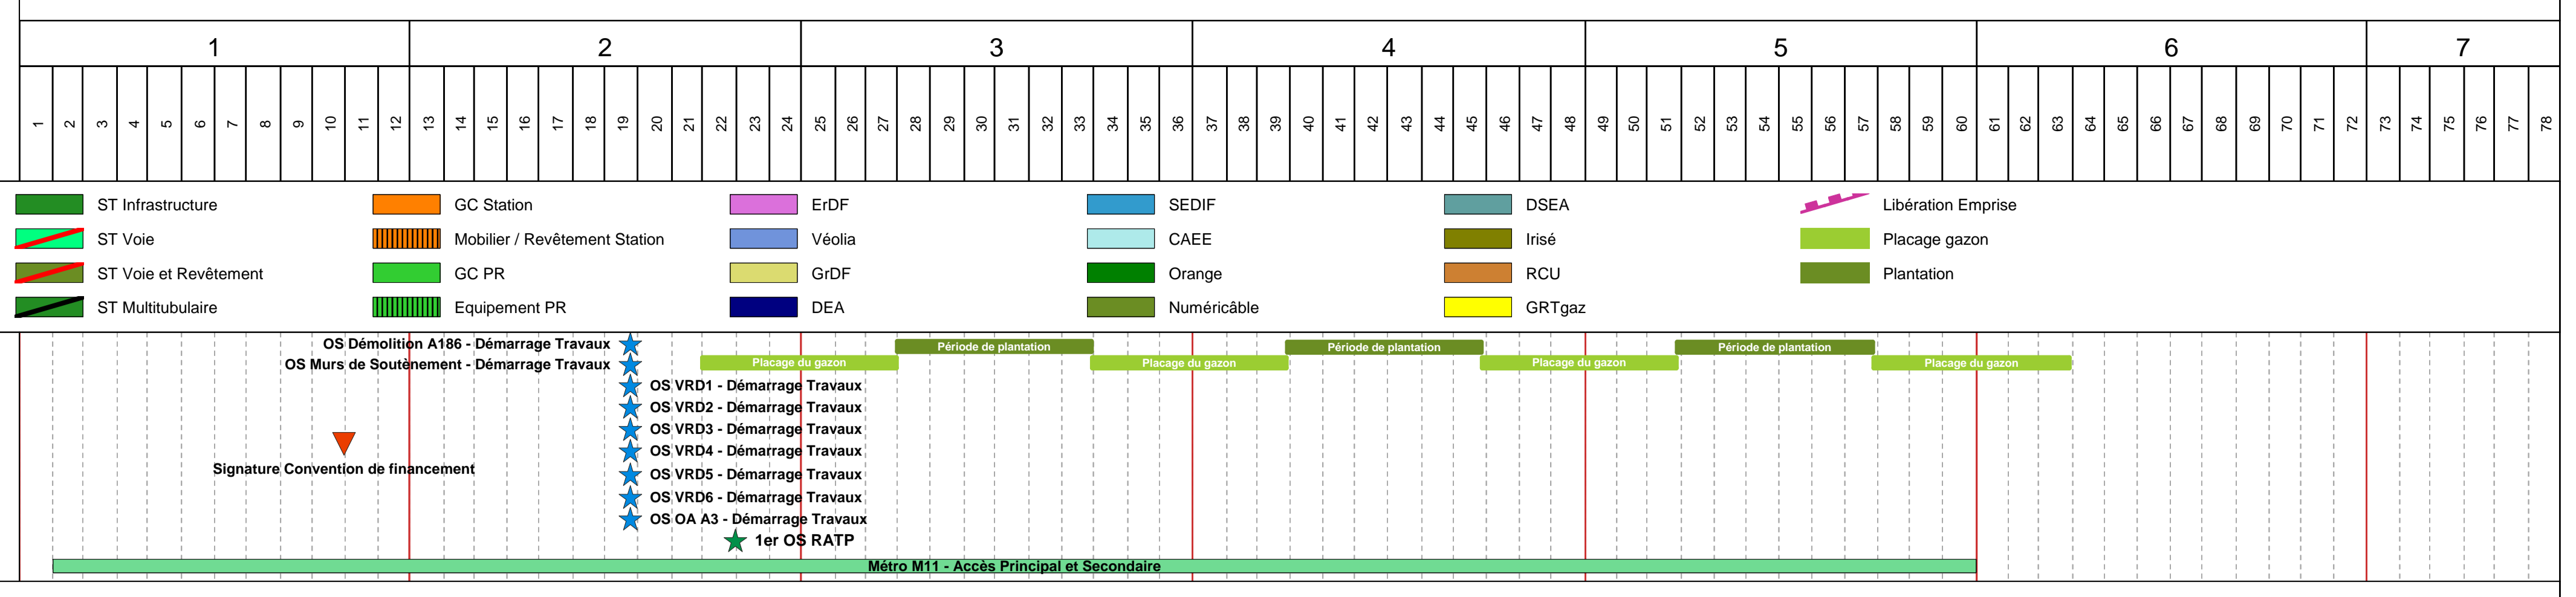 1 2 3 4 5 6 7
1 2 3 4 5 6 7 8 9 10 11 12 13 14 15 16 17 18 19 20 21 22 23 24 25 26 27 28 29 30 31 32 33 34 35 36 37 38 39 40 41 42 43 44 45 46 47 48 49 50 51 52 53 54 55 56 57 58 59 60 61 62 63 64 65 66 67 68 69 70 71 72 73 74 75 76 77 78
ST Infrastructure GC Station ErDF SEDIF DSEA Libération Emprise
ST Voie Mobilier / Revêtement Station Véolia CAEE Irisé Placage gazon
ST Voie et Revêtement GC PR GrDF Orange RCU Plantation
ST Multitubulaire Equipement PR DEA Numéricâble GRTgaz
OS Démolition A186 - Démarrage Travaux Période de plantation Période de plantation Période de plantation
OS Murs de Soutènement - Démarrage Travaux Placage du gazon Placage du gazon Placage du gazon Placage du gazon
OS VRD1 - Démarrage Travaux
OS VRD2 - Démarrage Travaux
OS VRD3 - Démarrage Travaux
OS VRD4 - Démarrage Travaux
Signature Convention de financement
OS VRD5 - Démarrage Travaux
OS VRD6 - Démarrage Travaux
OS OA A3 - Démarrage Travaux
1er OS RATP
Métro M11 - Accès Principal et Secondaire